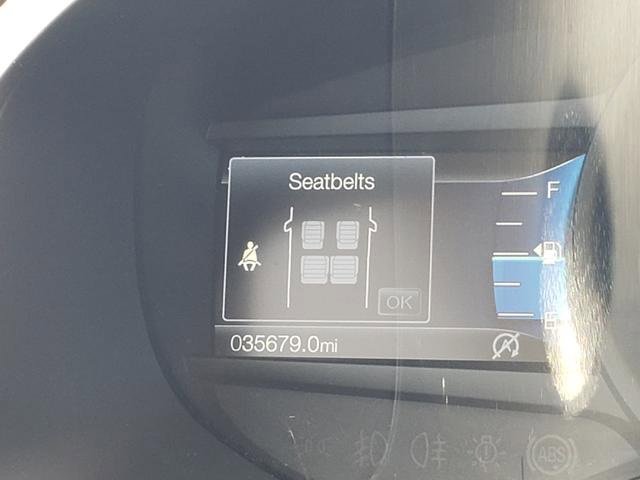 Seatbelts
F
OK
E
035679.0mi
ABS